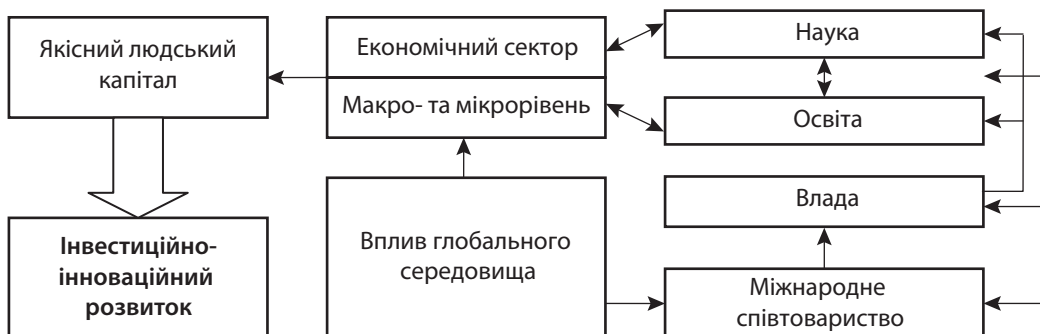 Якісний людський
капітал
Економічний сектор
Макро- та мікрорівень
Наука
Освіта
Влада
Вплив глобального
середовища
Інвестиційно-
інноваційний
розвиток
Міжнародне
співтовариство